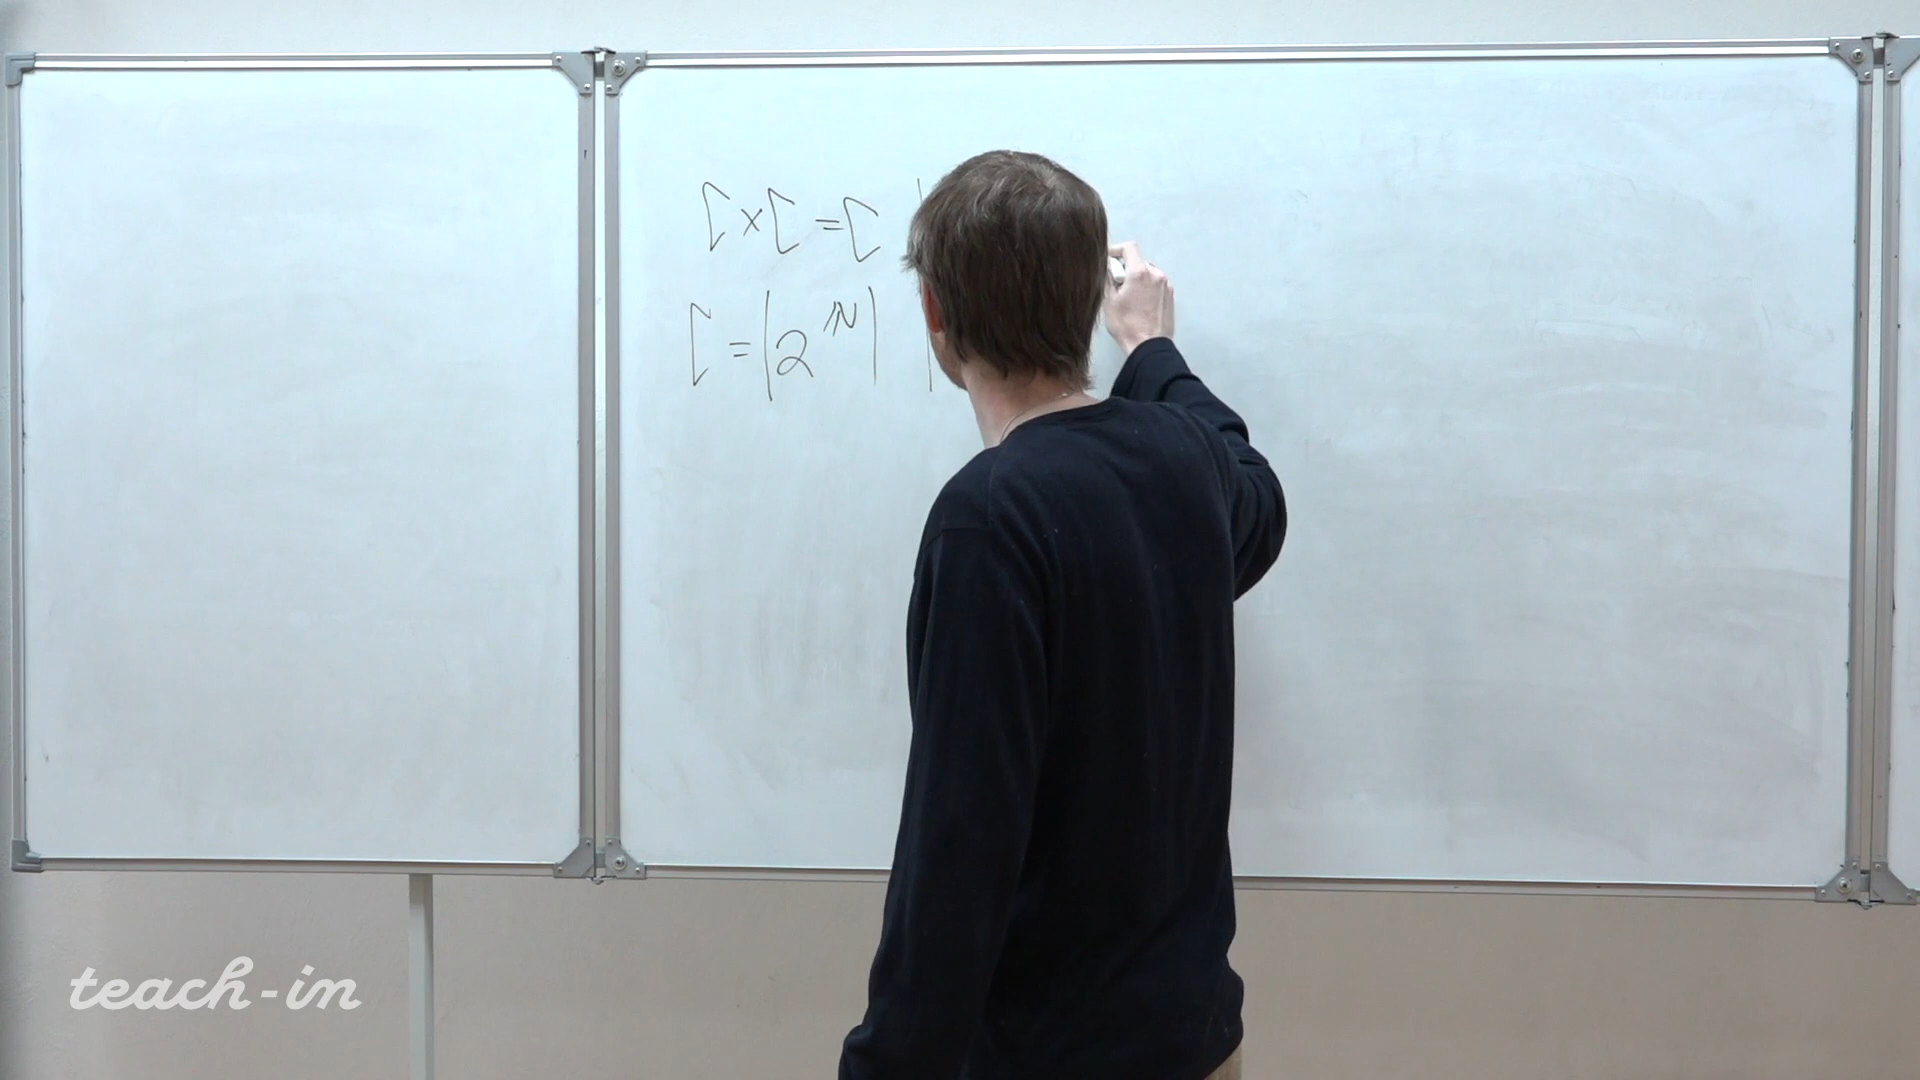 𝔠 × 𝔠 = 𝔠 |
𝔠 = |2^ℕ| |
teach-in